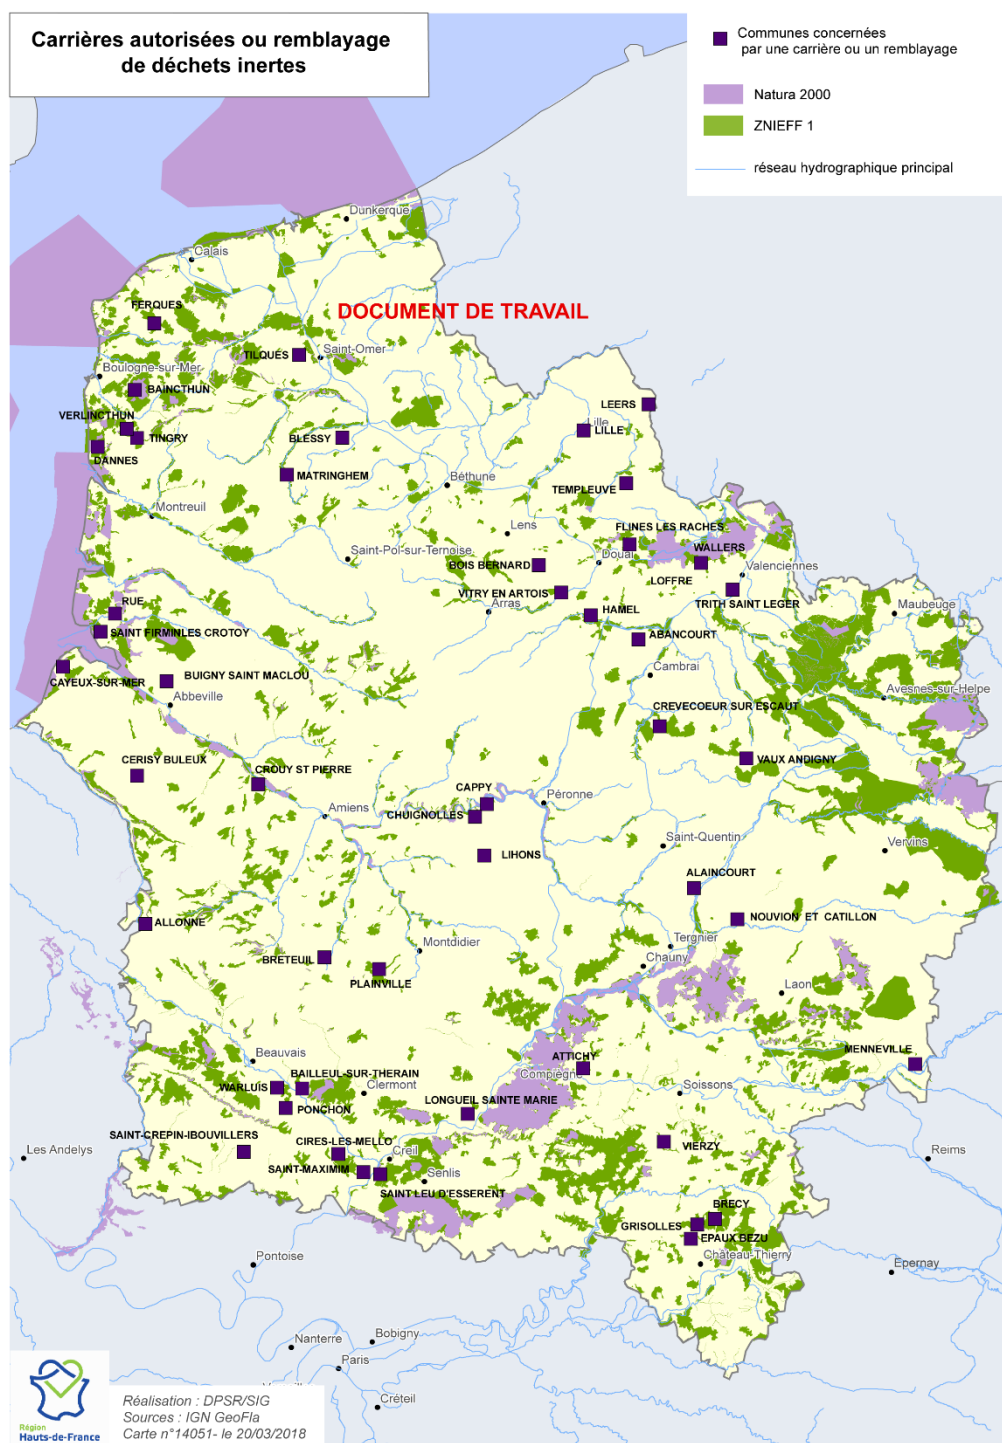 Carrières autorisées ou remblayage
de déchets inertes
Communes concernées
par une carrière ou un remblayage
Natura 2000
ZNIEFF 1
réseau hydrographique principal
Dunkerque
Calais
FERQUES
DOCUMENT DE TRAVAIL
TILQUES
Saint-Omer
Boulogne-sur-Mer
BAINCTHUN
LEERS
VERLINCTHUN
Lille
LILLE
TINGRY
BLESSY
DANNES
MATRINGHEM
Béthune
TEMPLEUVE
Montreuil
Lens
FLINES LES RACHES
WALLERS
Saint-Pol-sur-Ternoise
BOIS BERNARD
Douai
Valenciennes
LOFFRE
VITRY EN ARTOIS
TRITH SAINT LEGER
RUE
Arras
HAMEL
Maubeuge
SAINT FIRMINLES CROTOY
ABANCOURT
Cambrai
BUIGNY SAINT MACLOU
CAYEUX-SUR-MER
Abbeville
Avesnes-sur-Helpe
CREVECOEUR SUR ESCAUT
CERISY BULEUX
CROUY ST PIERRE
VAUX ANDIGNY
CAPPY
Péronne
Amiens
CHUIGNOLLES
Saint-Quentin
Vervins
LIHONS
ALAINCOURT
ALLONNE
NOUVION ET CATILLON
Montdidier
Tergnier
BRETEUIL
Chauny
PLAINVILLE
Laon
MENNEVILLE
Beauvais
ATTICHY
BAILLEUL-SUR-THERAIN
Compiègne
WARLUIS
Clermont
Soissons
PONCHON
LONGUEIL SAINTE MARIE
SAINT-CREPIN-IBOUVILLERS
CIRES-LES-MELLO
VIERZY
Les Andelys
Creil
Reims
SAINT-MAXIMIM
Senlis
SAINT LEU D'ESSERENT
BRECY
GRISOLLES
EPAUX BEZU
Château-Thierry
Pontoise
Epernay
Nanterre
Bobigny
Paris
Créteil
Région
Hauts-de-France
Réalisation : DPSR/SIG
Sources : IGN GeoFla
Carte n°14051- le 20/03/2018